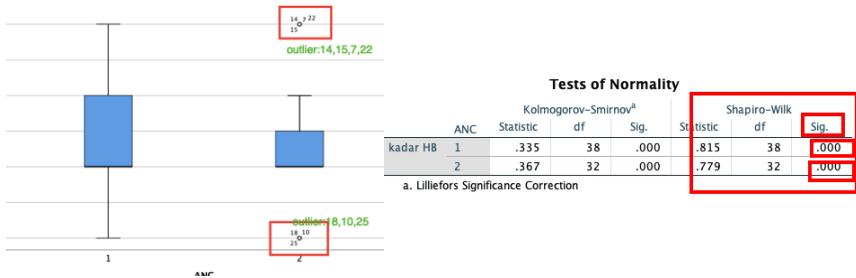 14 7 22
15
outlier:14,15,7,22
outlier:18,10,25
18 10
25
1 2
ANC
Tests of Normality
Kolmogorov-Smirnovᵃ Shapiro-Wilk
ANC Statistic df Sig. Statistic df Sig.
kadar HB 1 .335 38 .000 .815 38 .000
2 .367 32 .000 .779 32 .000
a. Lilliefors Significance Correction